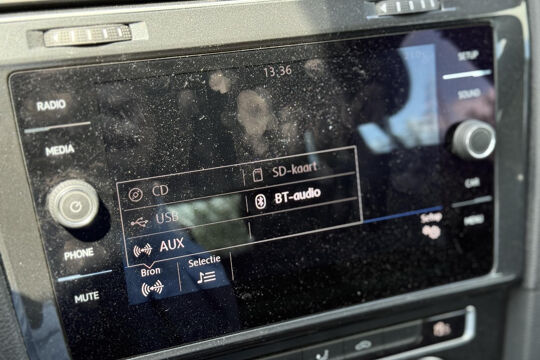 13:36
SETUP
RADIO
SOUND
MEDIA
CD
SD-kaart
USB
BT-audio
CAR
AUX
MENU
PHONE
Bron
Selectie
Setup
MUTE